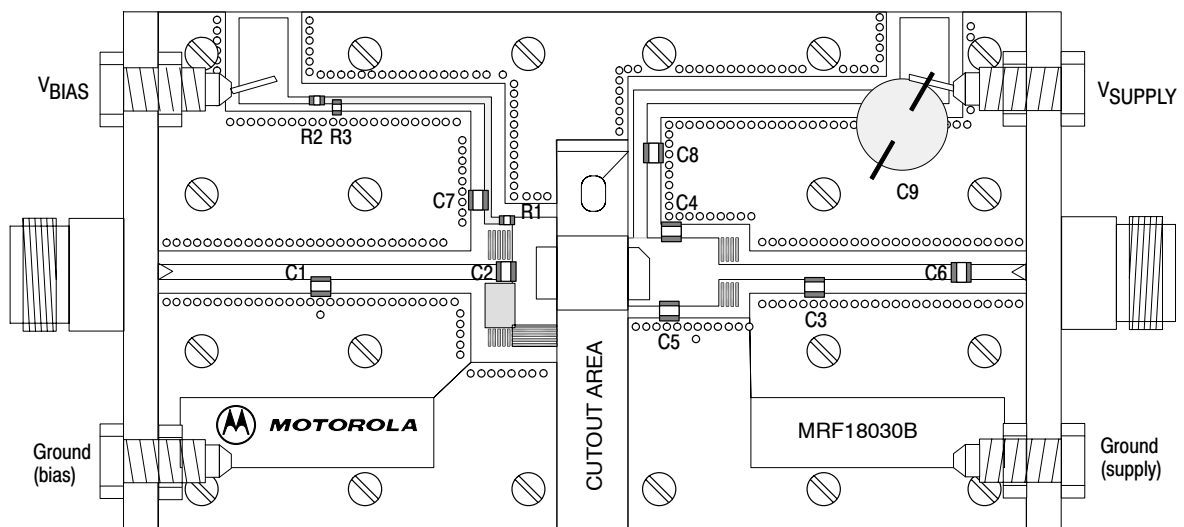 VBIAS
VSUPPLY
R2 R3
C8
C7
C9
R1
C4
C1
C2
C6
C3
C5
CUTOUT AREA
MOTOROLA
MRF18030B
Ground
(bias)
Ground
(supply)